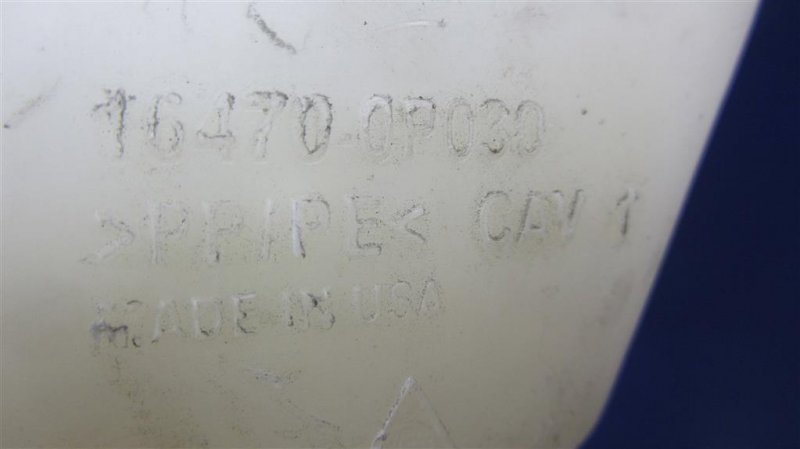 16470-0P030
>PP/PE< CAV 1
MADE IN USA